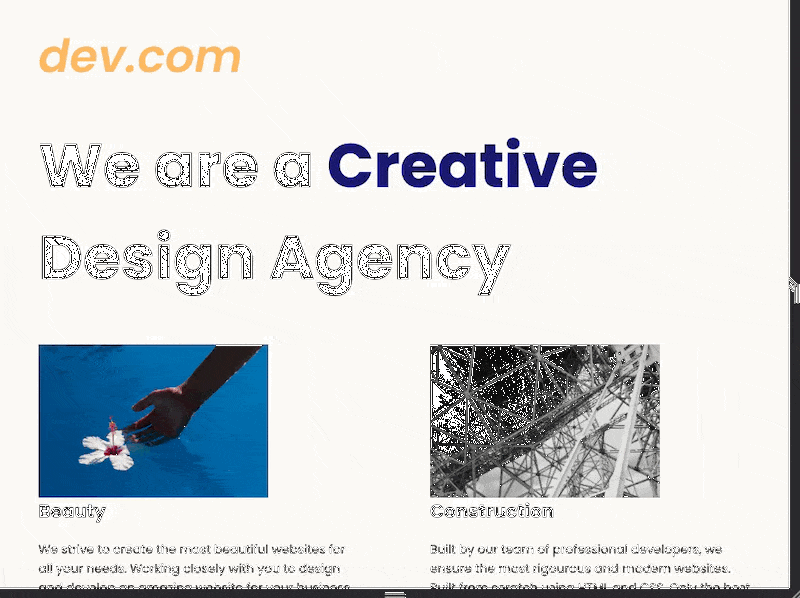 dev.com
We are a Creative
Design Agency
Beauty
Construction
We strive to create the most beautiful websites for
all your needs. Working closely with you to design
and develop an amazing website for your business
Built by our team of professional developers, we
ensure the most rigourous and modern websites.
Built from scratch using HTML and CSS. Only the best